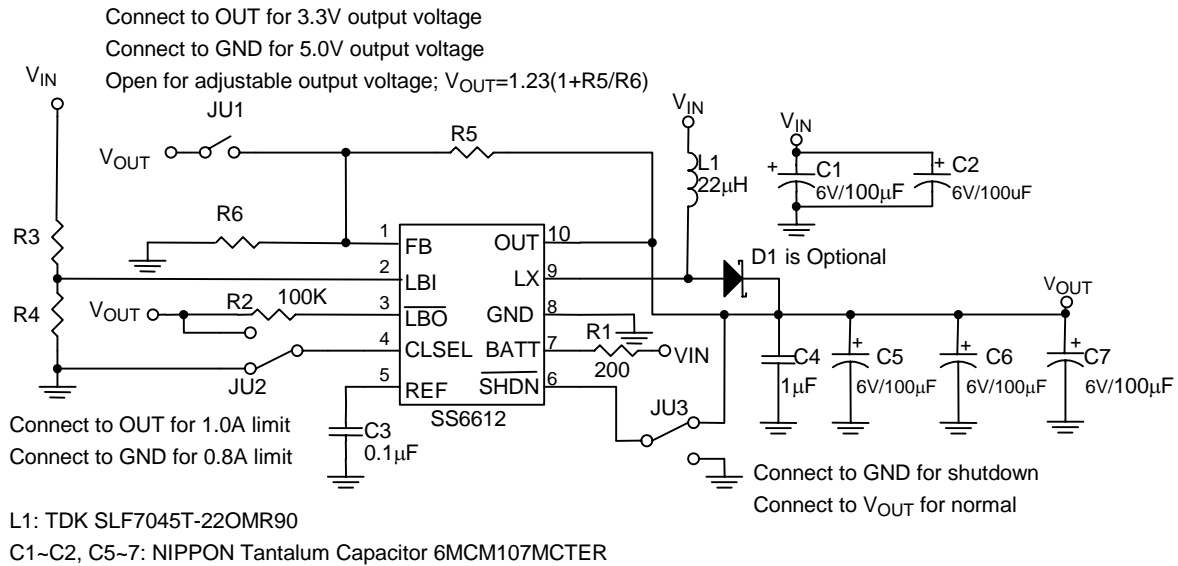 Connect to OUT for 3.3V output voltage
Connect to GND for 5.0V output voltage
Open for adjustable output voltage; VOUT=1.23(1+R5/R6)
VIN
JU1
VOUT
R5
R6
R3
R4
VIN
L1
22μH
VIN
+
C1
6V/100μF
+
C2
6V/100uF
1
FB
OUT
10
2
LBI
LX
9
D1 is Optional
VOUT
R2
100K
3
LBO
GND
8
4
CLSEL
BATT
7
R1
200
VIN
JU2
5
REF
SHDN
6
SS6612
JU3
C3
0.1μF
VOUT
C4
1μF
+
C5
6V/100μF
+
C6
6V/100μF
+
C7
6V/100μF
Connect to OUT for 1.0A limit
Connect to GND for 0.8A limit
Connect to GND for shutdown
Connect to VOUT for normal
L1: TDK SLF7045T-22OMR90
C1~C2, C5~7: NIPPON Tantalum Capacitor 6MCM107MCTER